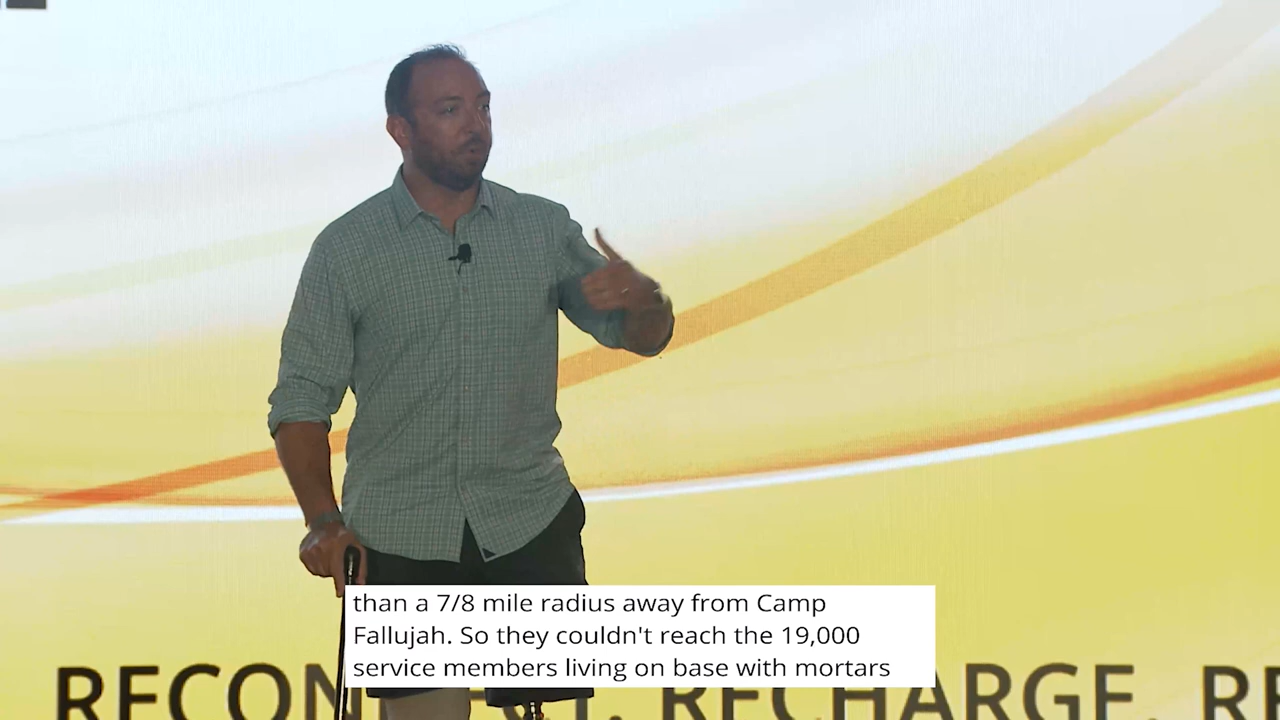 than a 7/8 mile radius away from Camp
Fallujah. So they couldn't reach the 19,000
service members living on base with mortars
RECHARGE.